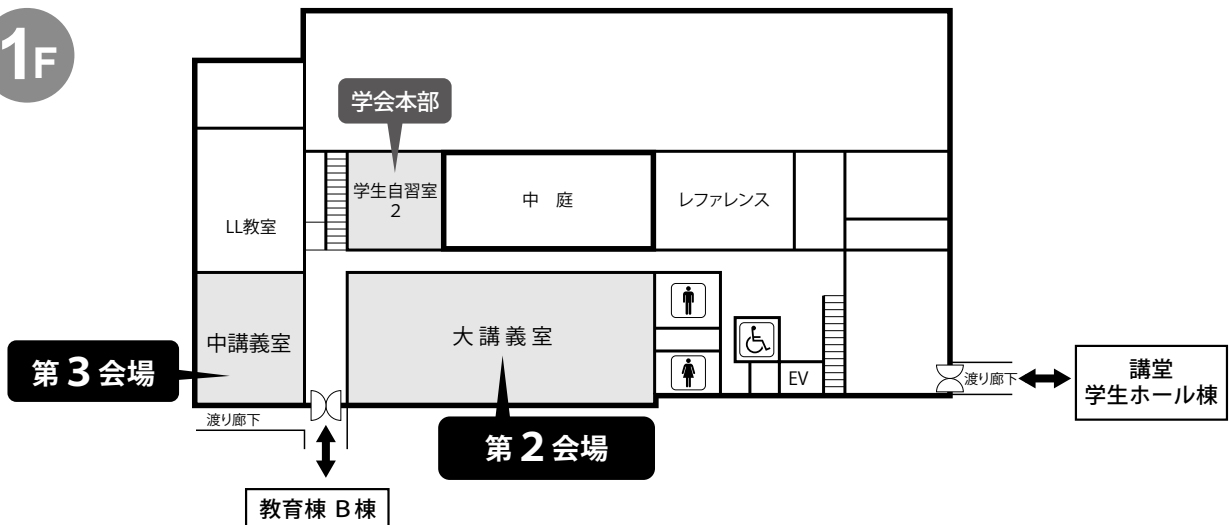 1F
学会本部
学生自習室
2
中 庭
レファレンス
LL教室
中講義室
大 講 義 室
第 3 会場
EV
渡り廊下
講堂
学生ホール棟
渡り廊下
第 2 会場
教育棟 B 棟